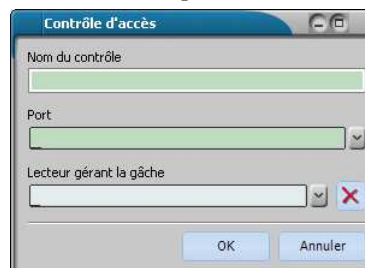 Contrôle d'accès
Nom du contrôle
Port
Lecteur gérant la gâche
OK
Annuler